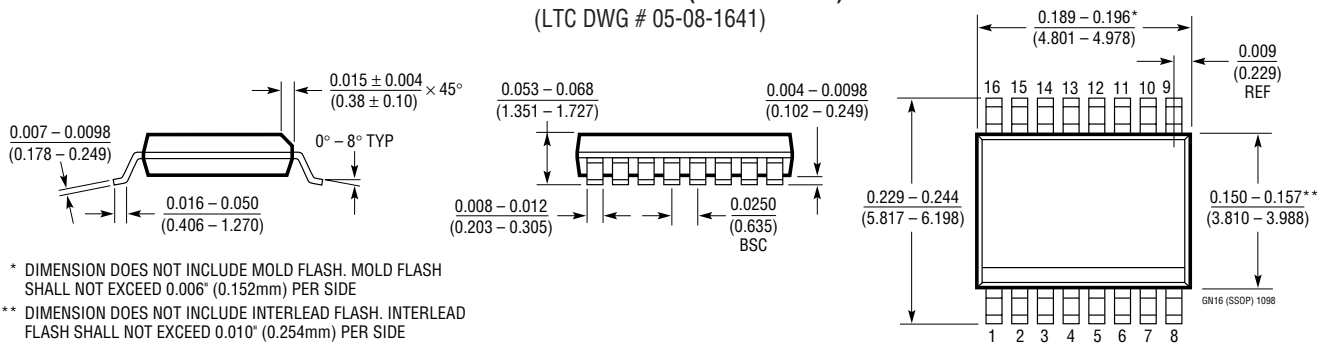 (LTC DWG # 05-08-1641)
0.189 – 0.196*
(4.801 – 4.978)
0.009
(0.229)
REF
16 15 14 13 12 11 10 9
0.015 ± 0.004
(0.38 ± 0.10)
× 45°
0.053 – 0.068
(1.351 – 1.727)
0.004 – 0.0098
(0.102 – 0.249)
0.007 – 0.0098
(0.178 – 0.249)
0° – 8° TYP
0.016 – 0.050
(0.406 – 1.270)
0.008 – 0.012
(0.203 – 0.305)
0.0250
(0.635)
BSC
0.229 – 0.244
(5.817 – 6.198)
0.150 – 0.157**
(3.810 – 3.988)
* DIMENSION DOES NOT INCLUDE MOLD FLASH. MOLD FLASH
SHALL NOT EXCEED 0.006" (0.152mm) PER SIDE
** DIMENSION DOES NOT INCLUDE INTERLEAD FLASH. INTERLEAD
FLASH SHALL NOT EXCEED 0.010" (0.254mm) PER SIDE
GN16 (SSOP) 1098
1 2 3 4 5 6 7 8